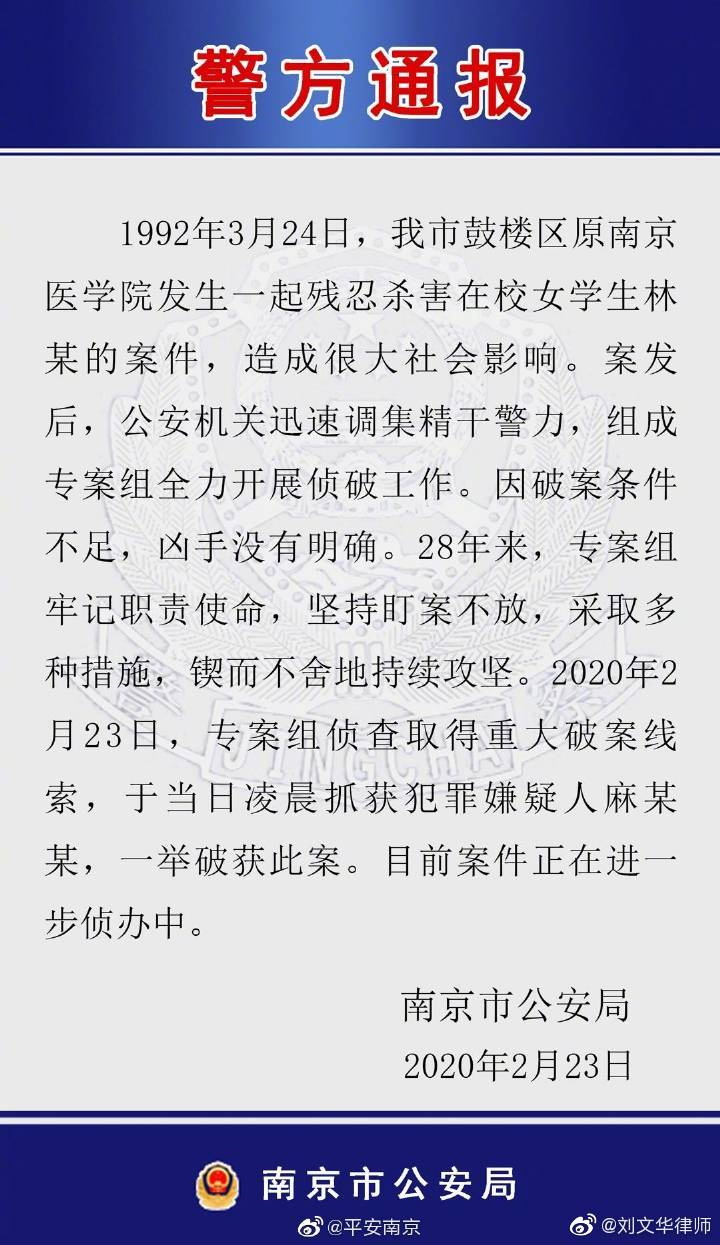 警方通报
1992年3月24日，我市鼓楼区原南京
医学院发生一起残忍杀害在校女学生林
某的案件，造成很大社会影响。案发
后，公安机关迅速调集精干警力，组成
专案组全力开展侦破工作。因破案条件
不足，凶手没有明确。28年来，专案组
牢记职责使命，坚持盯案不放，采取多
种措施，锲而不舍地持续攻坚。2020年2
月23日，专案组侦查取得重大破案线
索，于当日凌晨抓获犯罪嫌疑人麻某
某，一举破获此案。目前案件正在进一
步侦办中。
JINGCHA
南京市公安局
2020年2月23日
南京市公安局
@平安南京
@刘文华律师